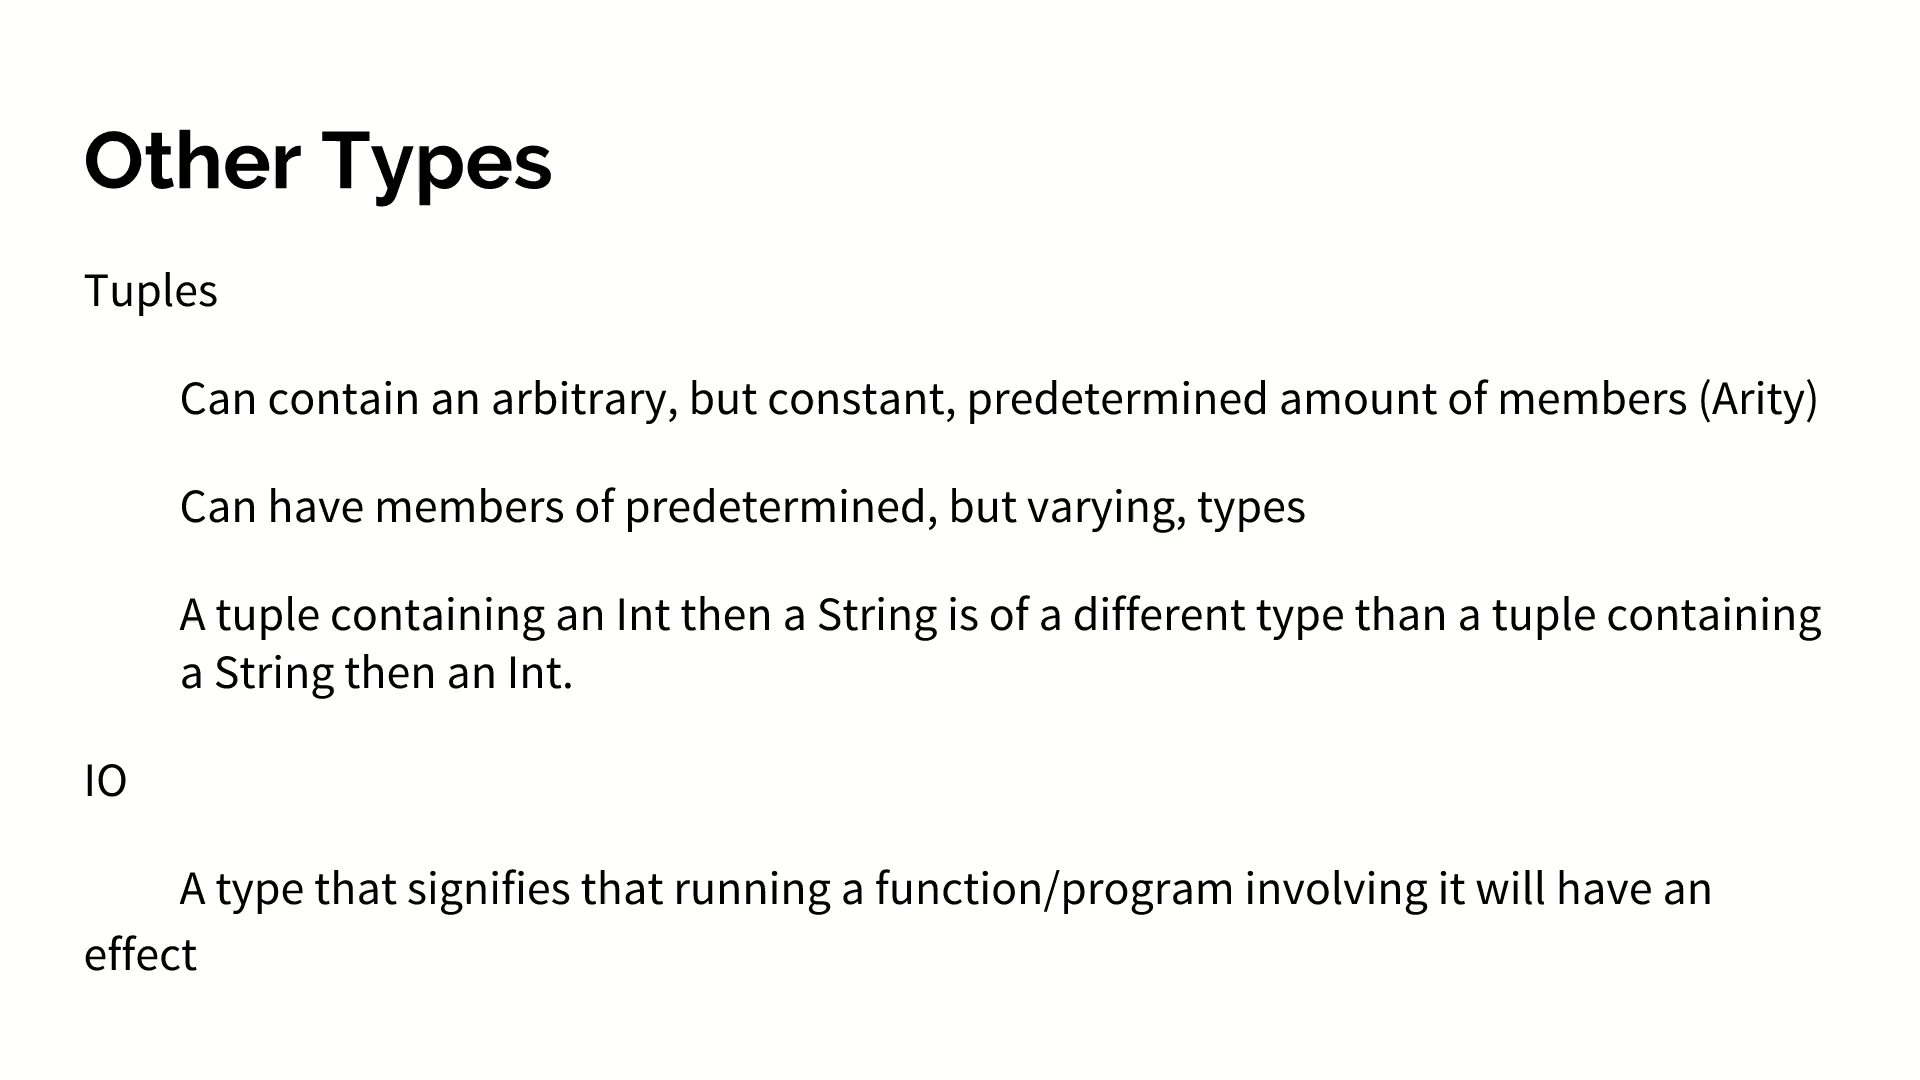 Other Types
Tuples
Can contain an arbitrary, but constant, predetermined amount of members (Arity)
Can have members of predetermined, but varying, types
A tuple containing an Int then a String is of a different type than a tuple containing
a String then an Int.
IO
A type that signifies that running a function/program involving it will have an
effect